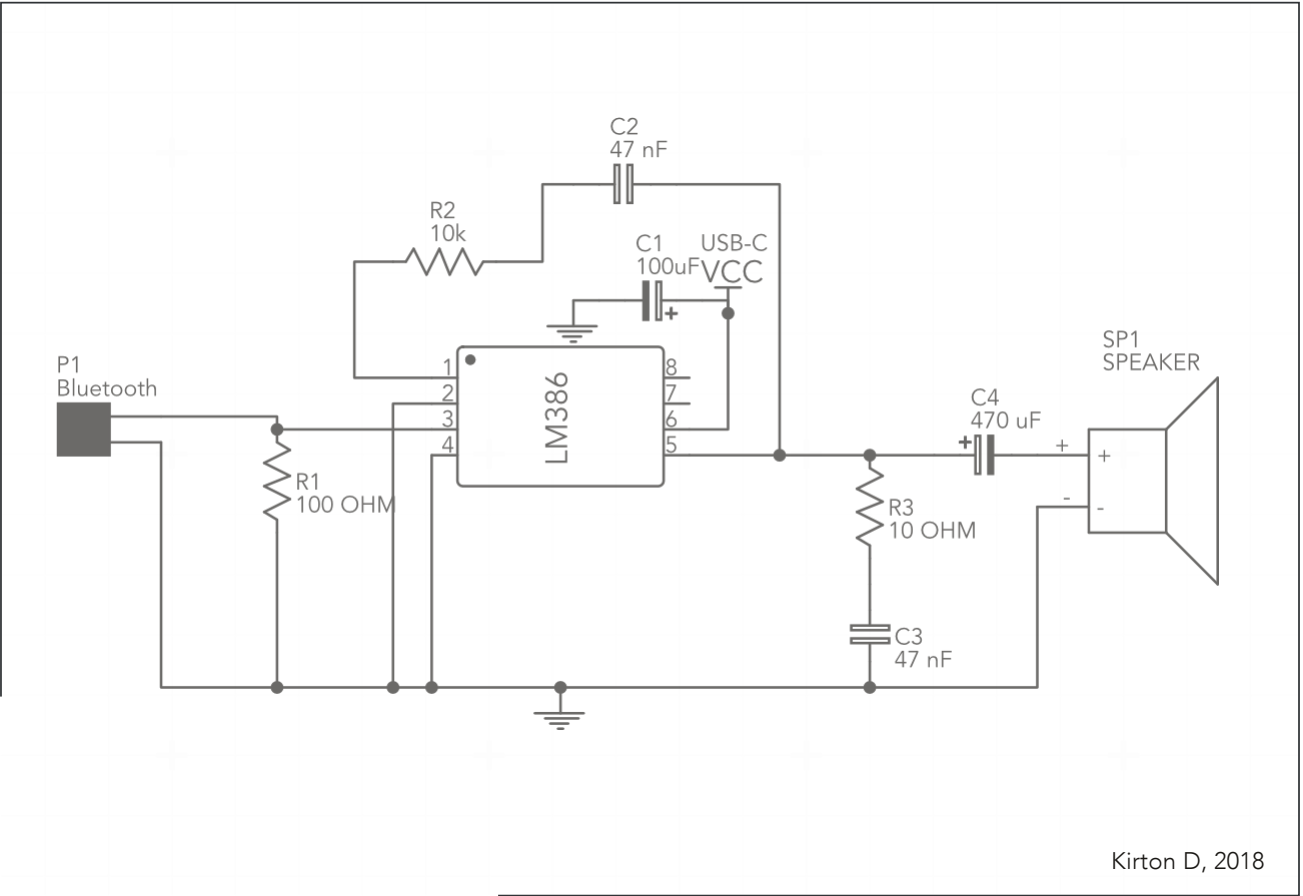 C2
47 nF
R2
10k
C1
100uF
USB-C
VCC
P1
Bluetooth
1
2
3
4
LM386
8
7
6
5
R1
100 OHM
SP1
SPEAKER
C4
470 uF
+
+
+
+
-
-
R3
10 OHM
C3
47 nF
Kirton D, 2018